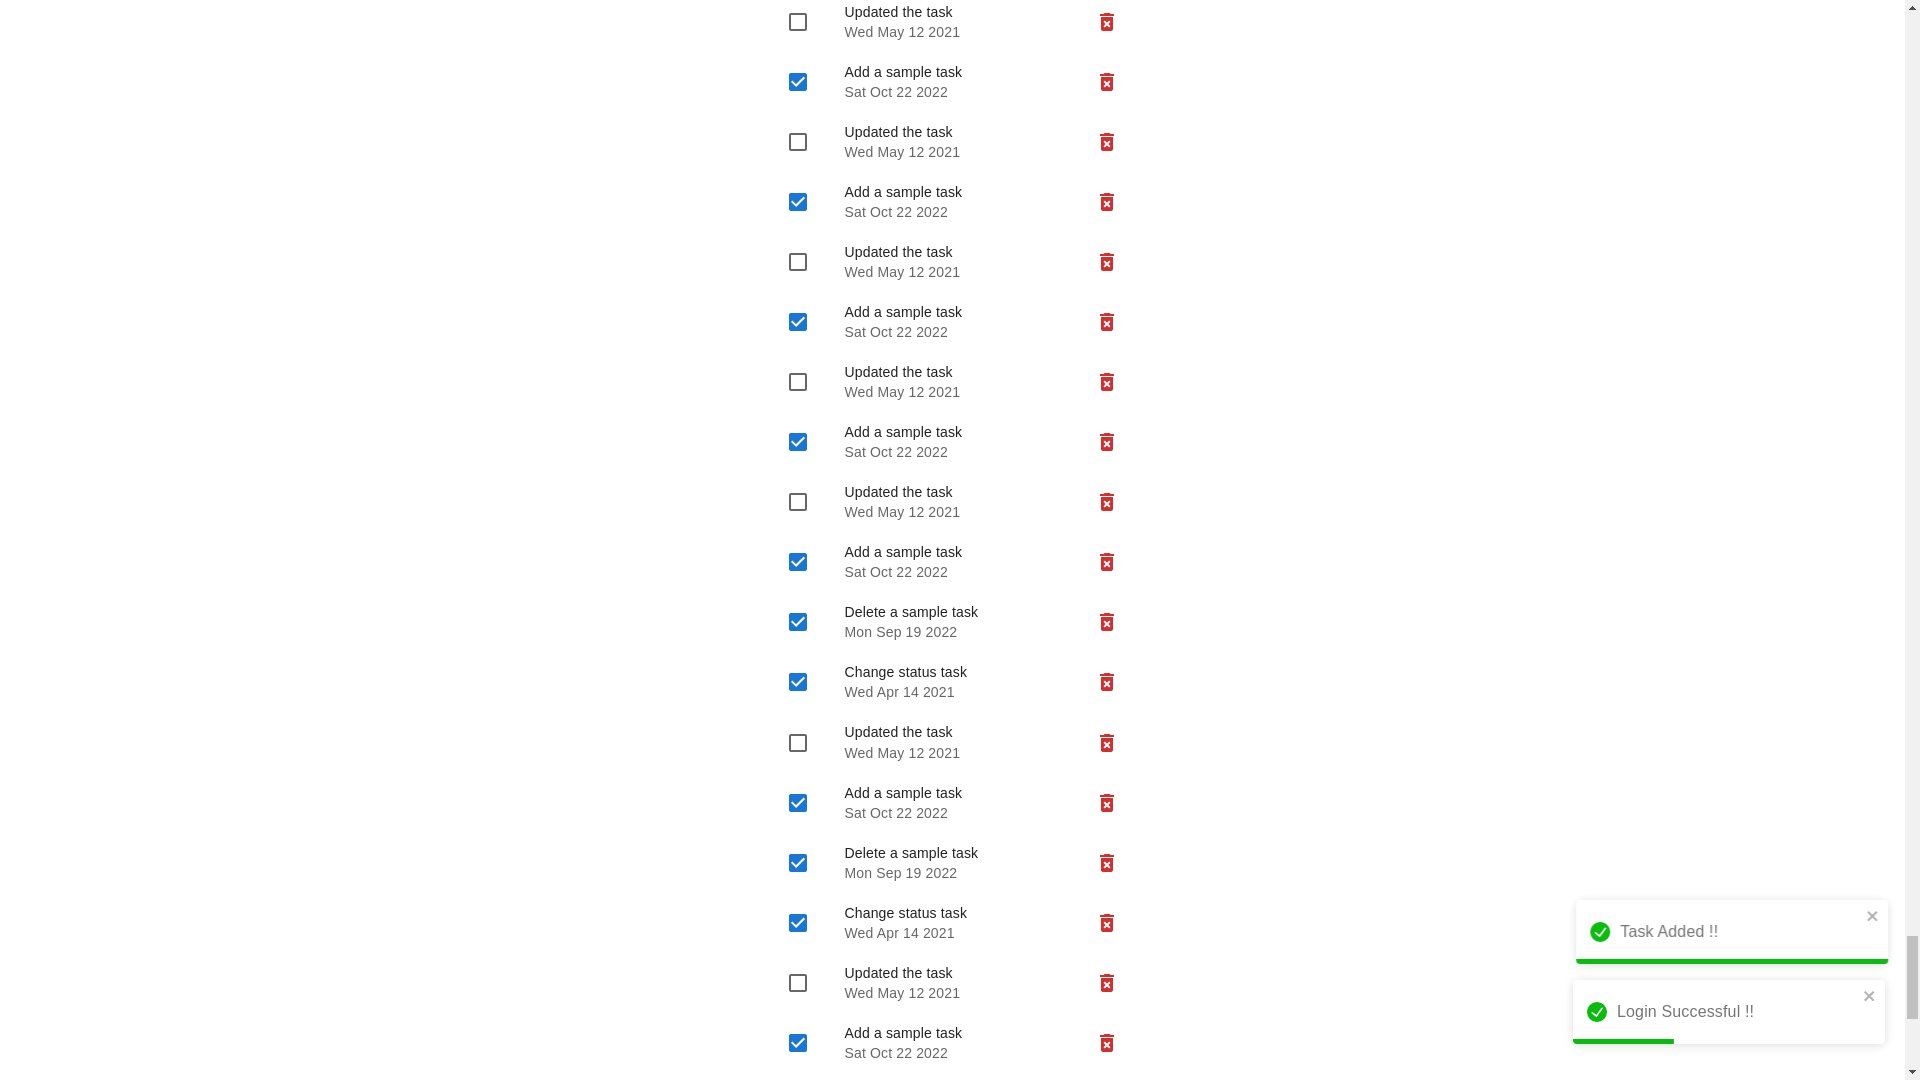 Updated the task
Wed May 12 2021
Add a sample task
Sat Oct 22 2022
Updated the task
Wed May 12 2021
Add a sample task
Sat Oct 22 2022
Updated the task
Wed May 12 2021
Add a sample task
Sat Oct 22 2022
Updated the task
Wed May 12 2021
Add a sample task
Sat Oct 22 2022
Updated the task
Wed May 12 2021
Add a sample task
Sat Oct 22 2022
Delete a sample task
Mon Sep 19 2022
Change status task
Wed Apr 14 2021
Updated the task
Wed May 12 2021
Add a sample task
Sat Oct 22 2022
Delete a sample task
Mon Sep 19 2022
Change status task
Wed Apr 14 2021
Updated the task
Wed May 12 2021
Add a sample task
Sat Oct 22 2022
Task Added !!
Login Successful !!